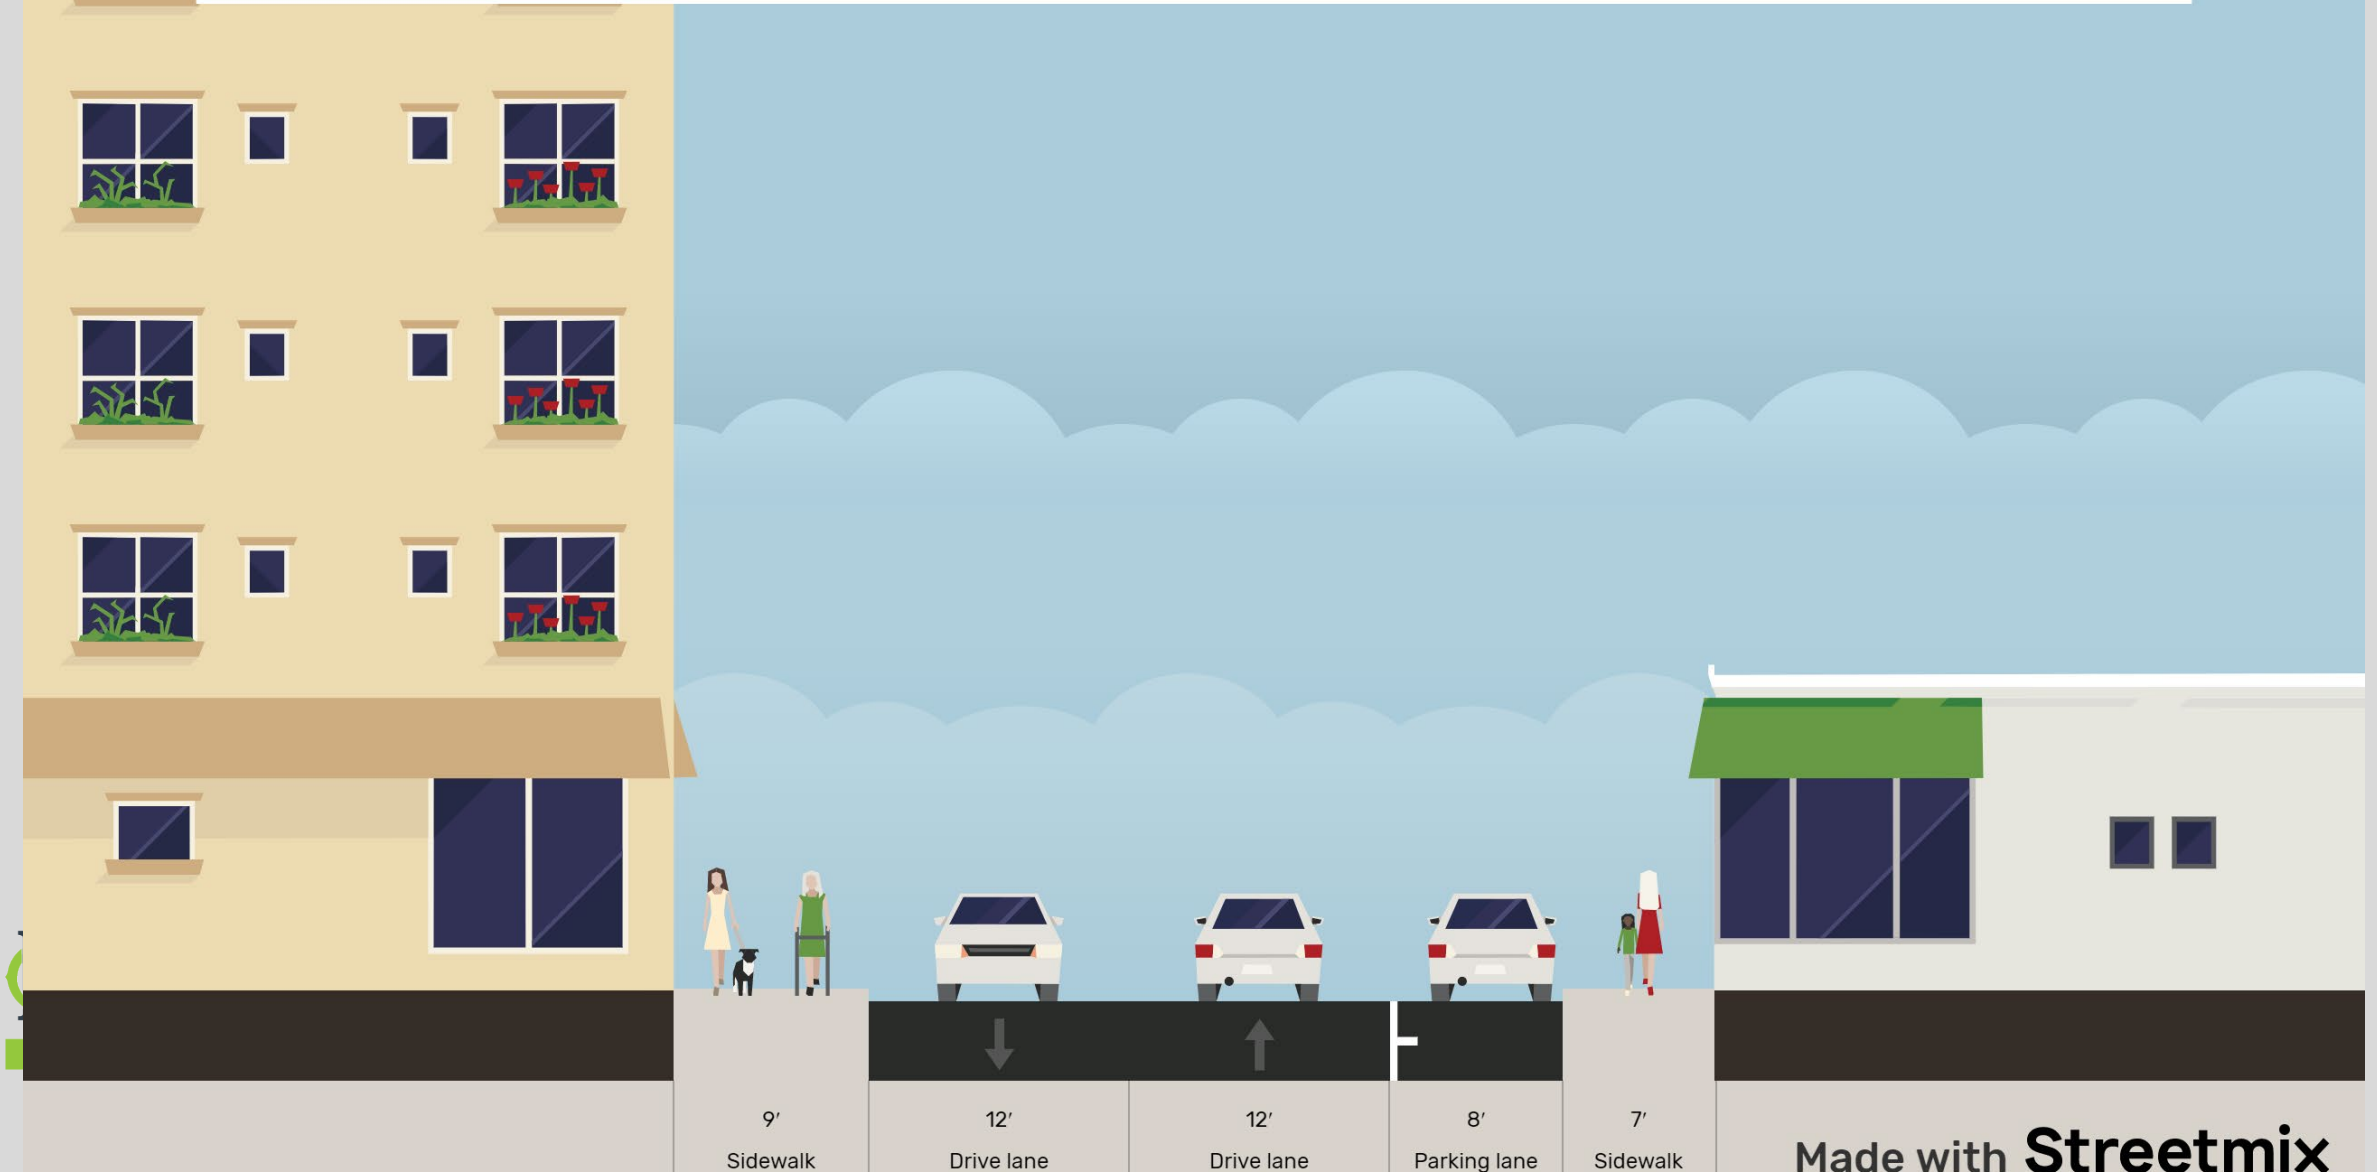 9′
Sidewalk
12′
Drive lane
12′
Drive lane
8′
Parking lane
7′
Sidewalk
Made with Streetmix